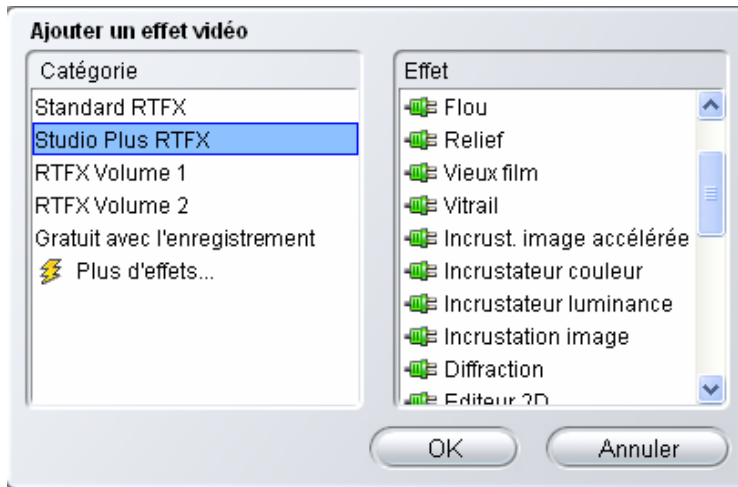 Ajouter un effet vidéo
Catégorie
Standard RTFX
Studio Plus RTFX
RTFX Volume 1
RTFX Volume 2
Gratuit avec l'enregistrement
Plus d'effets...
Effet
Flou
Relief
Vieux film
Vitrail
Incrust. image accélérée
Incrustateur couleur
Incrustateur luminance
Incrustation image
Diffraction
Editeur 2D
OK
Annuler